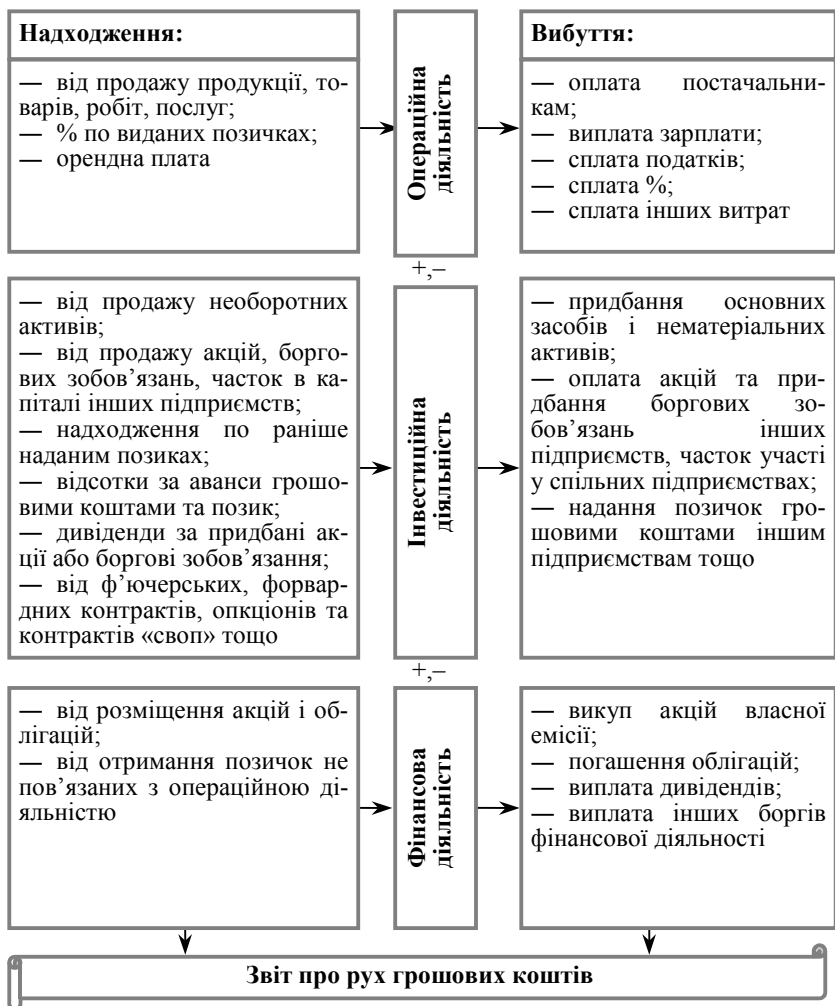 Надходження:
— від продажу продукції, то-
варів, робіт, послуг;
— % по виданих позичках;
— орендна плата
Операційна
діяльність
Вибуття:
— оплата постачальни-
кам;
— виплата зарплати;
— сплата податків;
— сплата %;
— сплата інших витрат
+,–
— від продажу необоротних
активів;
— від продажу акцій, борго-
вих зобов’язань, часток в ка-
піталі інших підприємств;
— надходження по раніше
наданим позиках;
— відсотки за аванси грошо-
вими коштами та позик;
— дивіденди за придбані ак-
ції або боргові зобов’язання;
— від ф’ючерських, форвар-
дних контрактів, опкціонів та
контрактів «своп» тощо
Інвестиційна
діяльність
— придбання основних
засобів і нематеріальних
активів;
— оплата акцій та при-
дбання боргових зо-
бов’язань інших
підприємств, часток участі
у спільних підприємствах;
— надання позичок гро-
шовими коштами іншим
підприємствам тощо
+,–
— від розміщення акцій і об-
лігацій;
— від отримання позичок не
пов’язаних з операційною ді-
яльністю
Фінансова
діяльність
— викуп акцій власної
емісії;
— погашення облігацій;
— виплата дивідендів;
— виплата інших боргів
фінансової діяльності
Звіт про рух грошових коштів